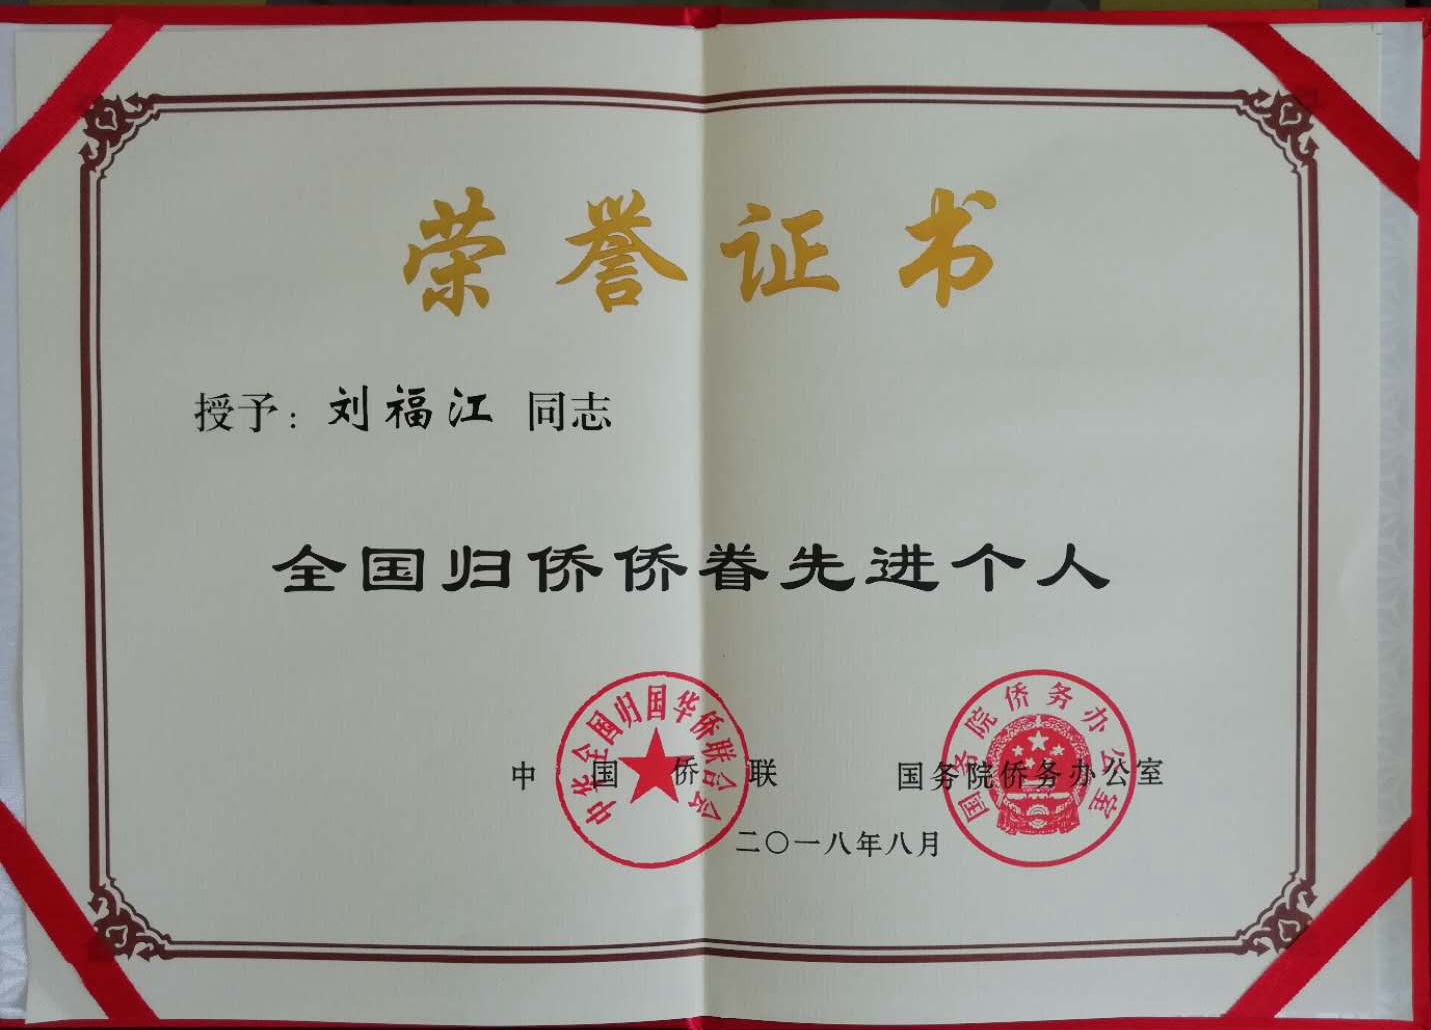 荣誉证书
授予：刘福江 同志
全国归侨侨眷先进个人
中华全国归国华侨联合会
国务院侨务办公室
中国侨联 国务院侨务办公室
二〇一八年八月